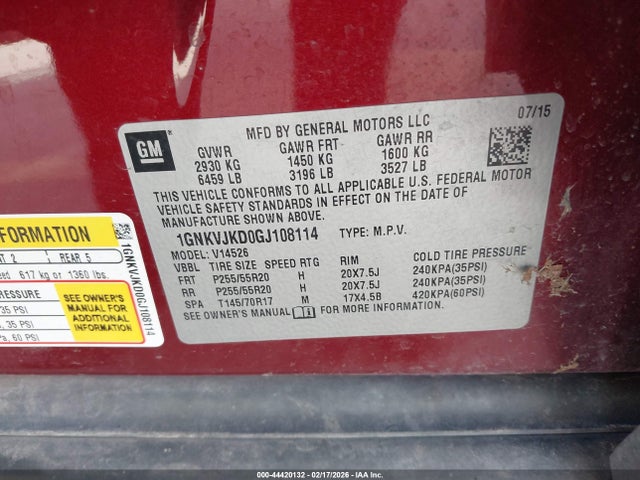 MFD BY GENERAL MOTORS LLC 07/15
GM
GVWR GAWR FRT GAWR RR
2930 KG 1450 KG 1600 KG
6459 LB 3196 LB 3527 LB
THIS VEHICLE CONFORMS TO ALL APPLICABLE U.S. FEDERAL MOTOR
VEHICLE SAFETY STANDARDS IN EFFECT ON THE DATE OF
MANUFACTURE SHOWN ABOVE.
1GNKVJKD0GJ108114 TYPE: M.P.V.
V14526
VBBL TIRE SIZE SPEED RTG RIM COLD TIRE PRESSURE
FRT P255/55R20 H 20X7.5J 240KPA(35PSI)
RR P255/55R20 H 20X7.5J 240KPA(35PSI)
SPA T145/70R17 M 17X4.5B 420KPA(60PSI)
SEE OWNER'S MANUAL FOR MORE INFORMATION.
FORMATION
2 REAR 5
617 kg or 1360 lbs.
PRESSURE
35 PSI
, 35 PSI
, 60 PSI
SEE OWNER'S
MANUAL FOR
ADDITIONAL
INFORMATION
1GNKVJKD0GJ108114
000-44420132 - 02/17/2026 - IAAI.com